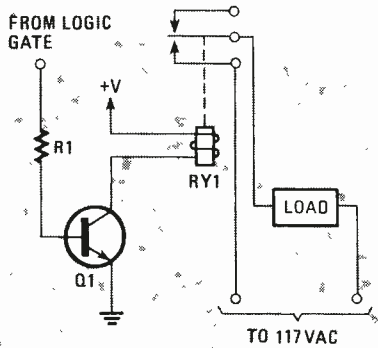 FROM LOGIC
GATE
+V
R1
RY1
LOAD
Q1
TO 117VAC